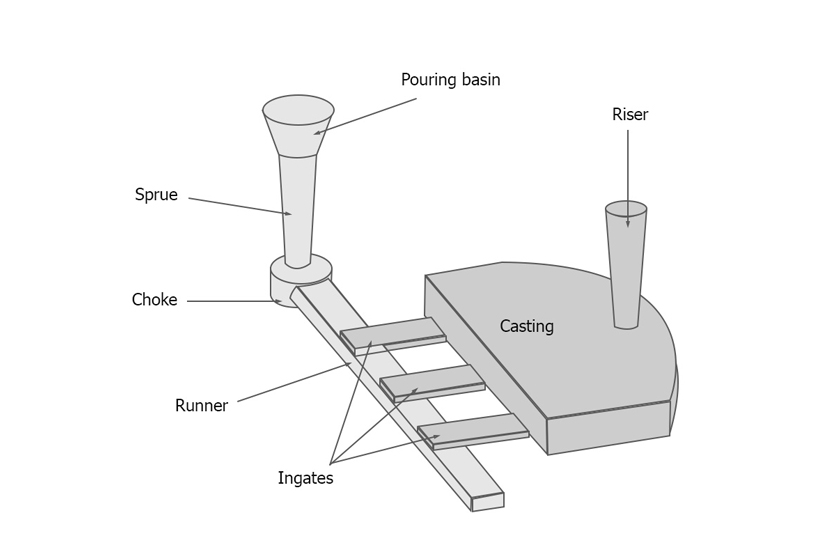 Pouring basin
Riser
Sprue
Choke
Casting
Runner
Ingates